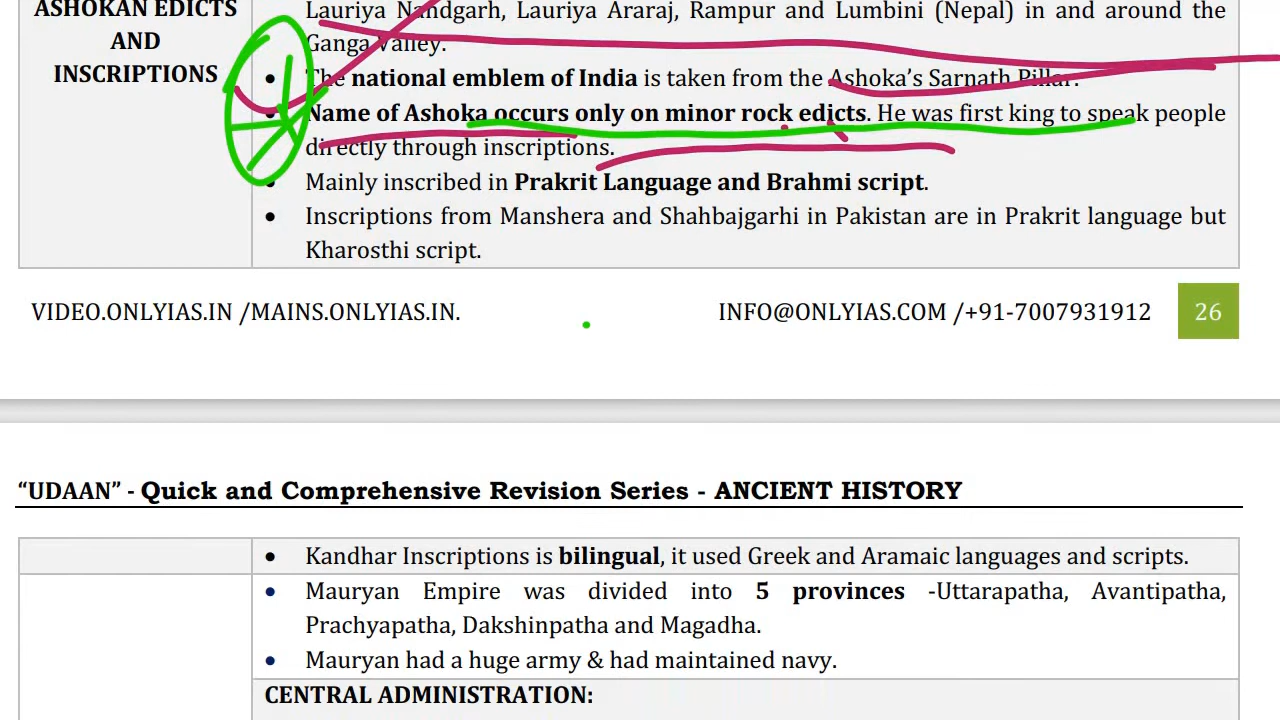 ASHOKAN EDICTS
AND
INSCRIPTIONS
Lauriya Nandgarh, Lauriya Araraj, Rampur and Lumbini (Nepal) in and around the
Ganga Valley.
• The national emblem of India is taken from the Ashoka's Sarnath Pillar.
• Name of Ashoka occurs only on minor rock edicts. He was first king to speak people
directly through inscriptions.
• Mainly inscribed in Prakrit Language and Brahmi script.
• Inscriptions from Manshera and Shahbajgarhi in Pakistan are in Prakrit language but
Kharosthi script.
VIDEO.ONLYIAS.IN /MAINS.ONLYIAS.IN. INFO@ONLYIAS.COM /+91-7007931912 26
“UDAAN” - Quick and Comprehensive Revision Series - ANCIENT HISTORY
• Kandhar Inscriptions is bilingual, it used Greek and Aramaic languages and scripts.
• Mauryan Empire was divided into 5 provinces -Uttarapatha, Avantipatha,
Prachyapatha, Dakshinpatha and Magadha.
• Mauryan had a huge army & had maintained navy.
CENTRAL ADMINISTRATION: